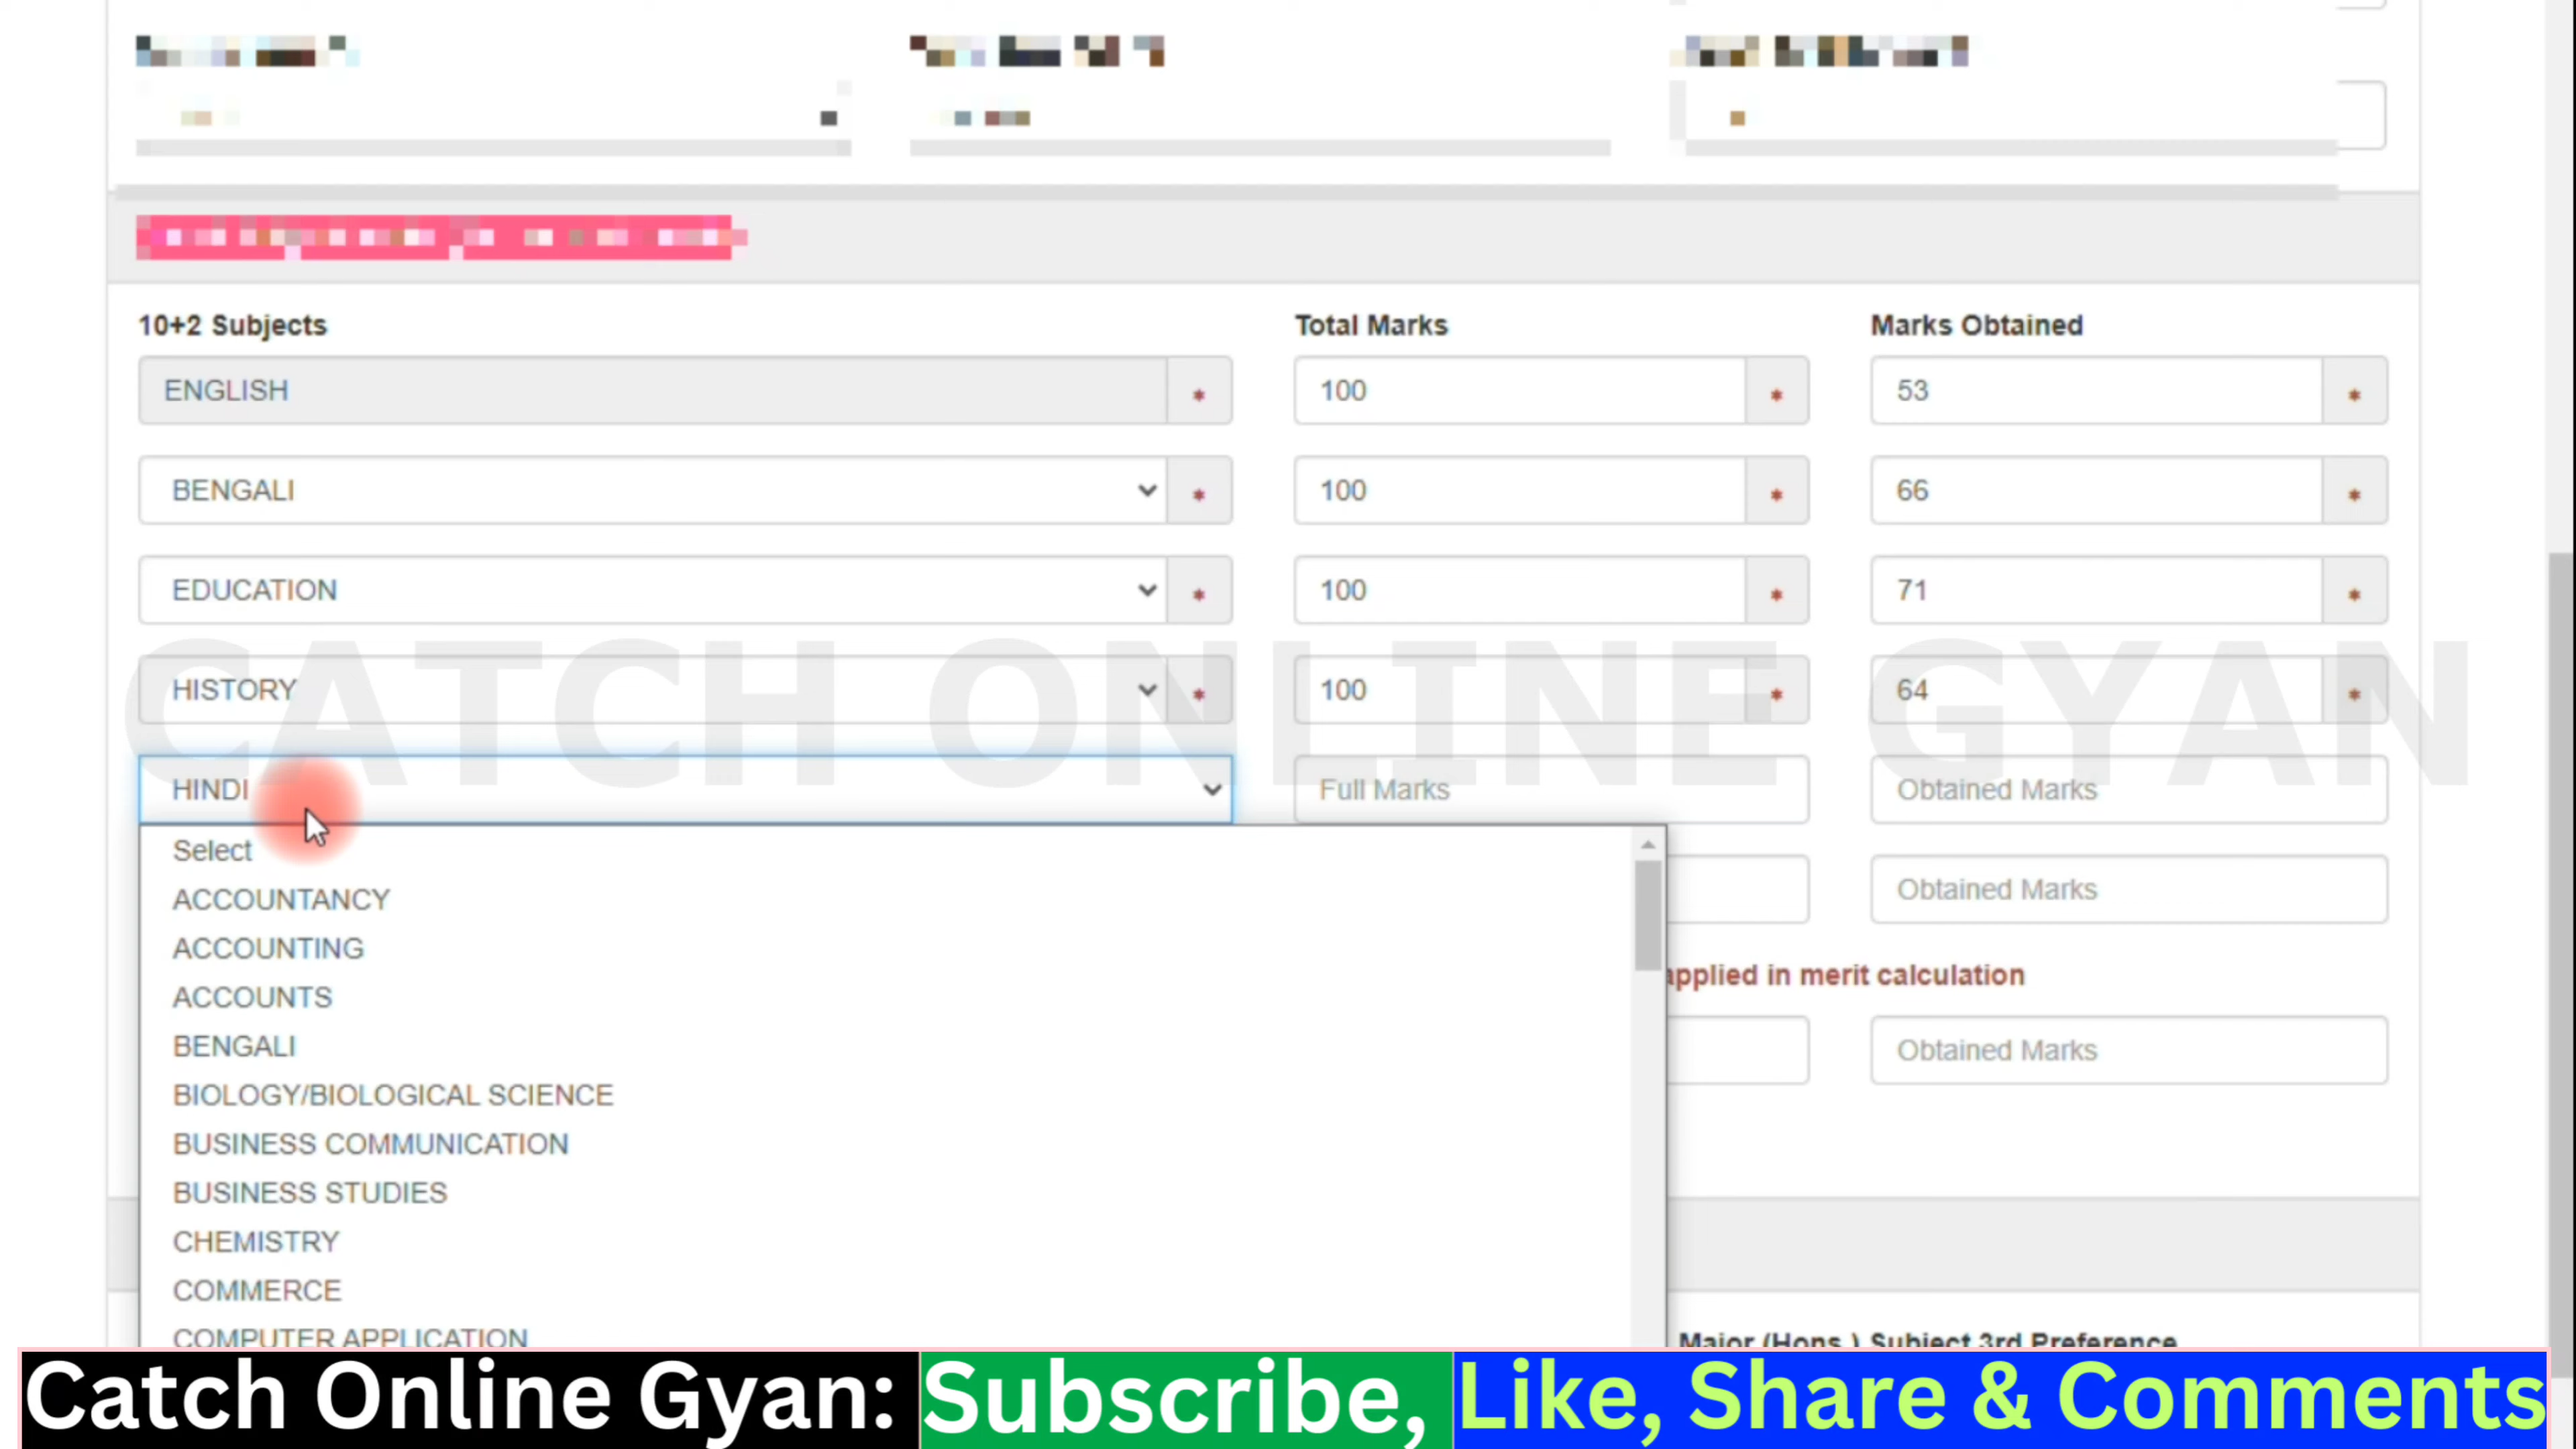 10+2 Subjects Total Marks Marks Obtained
ENGLISH * 100 * 53 *
BENGALI * 100 * 66 *
EDUCATION * 100 * 71 *
HISTORY * 100 * 64 *
CATCH ONLINE GYAN
HINDI Full Marks Obtained Marks
Select
ACCOUNTANCY Obtained Marks
ACCOUNTING
applied in merit calculation
ACCOUNTS
BENGALI Obtained Marks
BIOLOGY/BIOLOGICAL SCIENCE
BUSINESS COMMUNICATION
BUSINESS STUDIES
CHEMISTRY
COMMERCE
COMPUTER APPLICATION Major (Hons.) Subject 3rd Preference
Catch Online Gyan: Subscribe, Like, Share & Comments